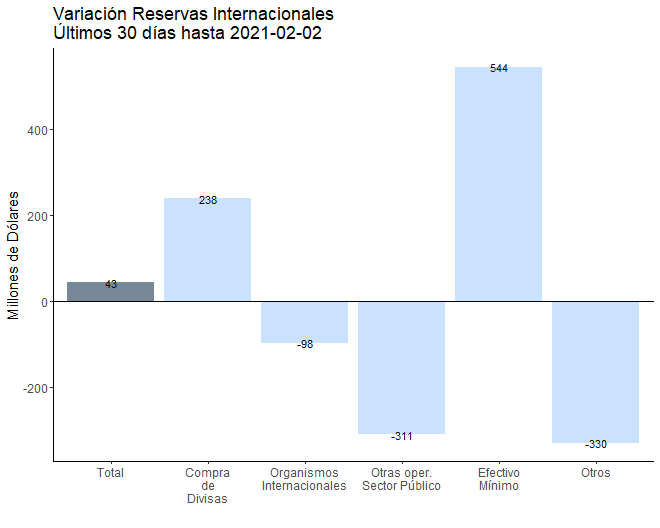 Variación Reservas Internacionales
Últimos 30 días hasta 2021-02-02
Millones de Dólares
400
200
0
-200
43
238
-98
-311
544
-330
Total
Compra
de
Divisas
Organismos
Internacionales
Otras oper.
Sector Público
Efectivo
Mínimo
Otros